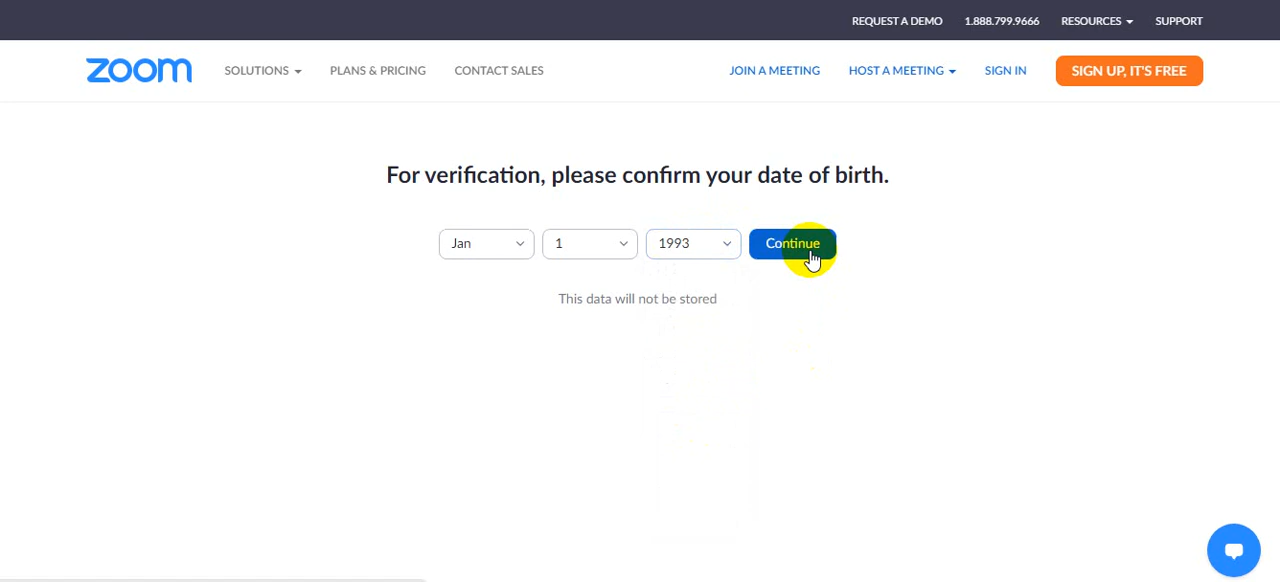 REQUEST A DEMO 1.888.799.9666 RESOURCES SUPPORT
zoom SOLUTIONS PLANS & PRICING CONTACT SALES JOIN A MEETING HOST A MEETING SIGN IN SIGN UP, IT'S FREE
For verification, please confirm your date of birth.
Jan 1 1993 Continue
This data will not be stored